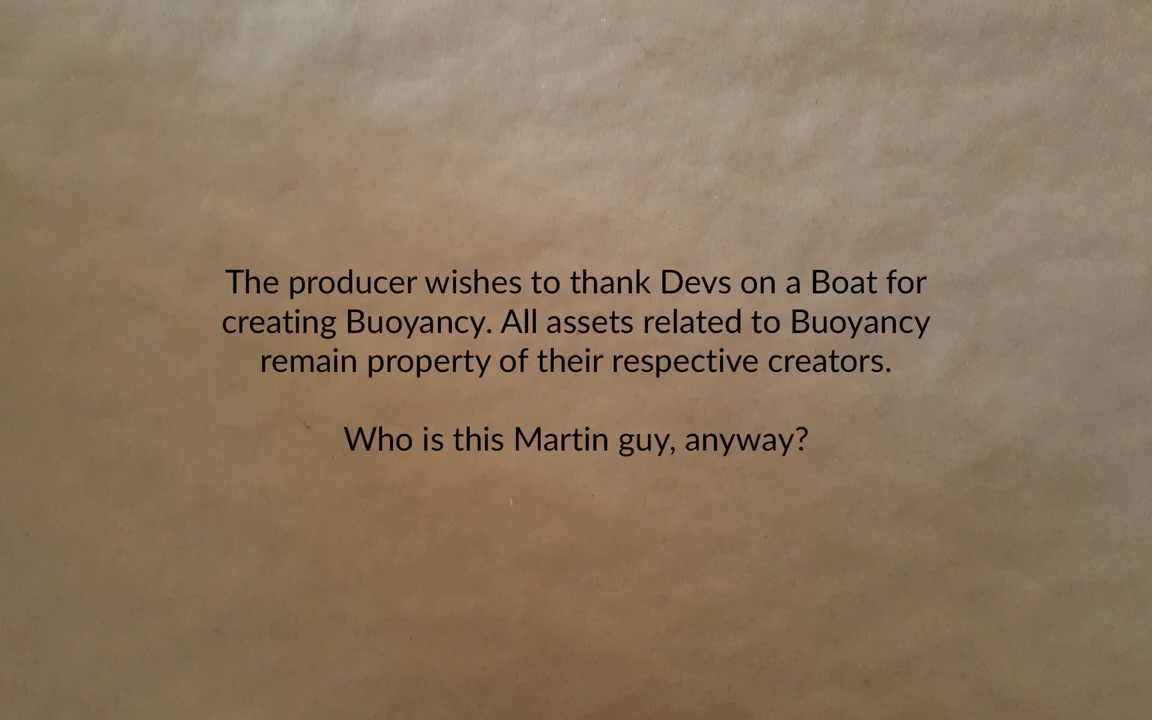 The producer wishes to thank Devs on a Boat for
creating Buoyancy. All assets related to Buoyancy
remain property of their respective creators.
Who is this Martin guy, anyway?